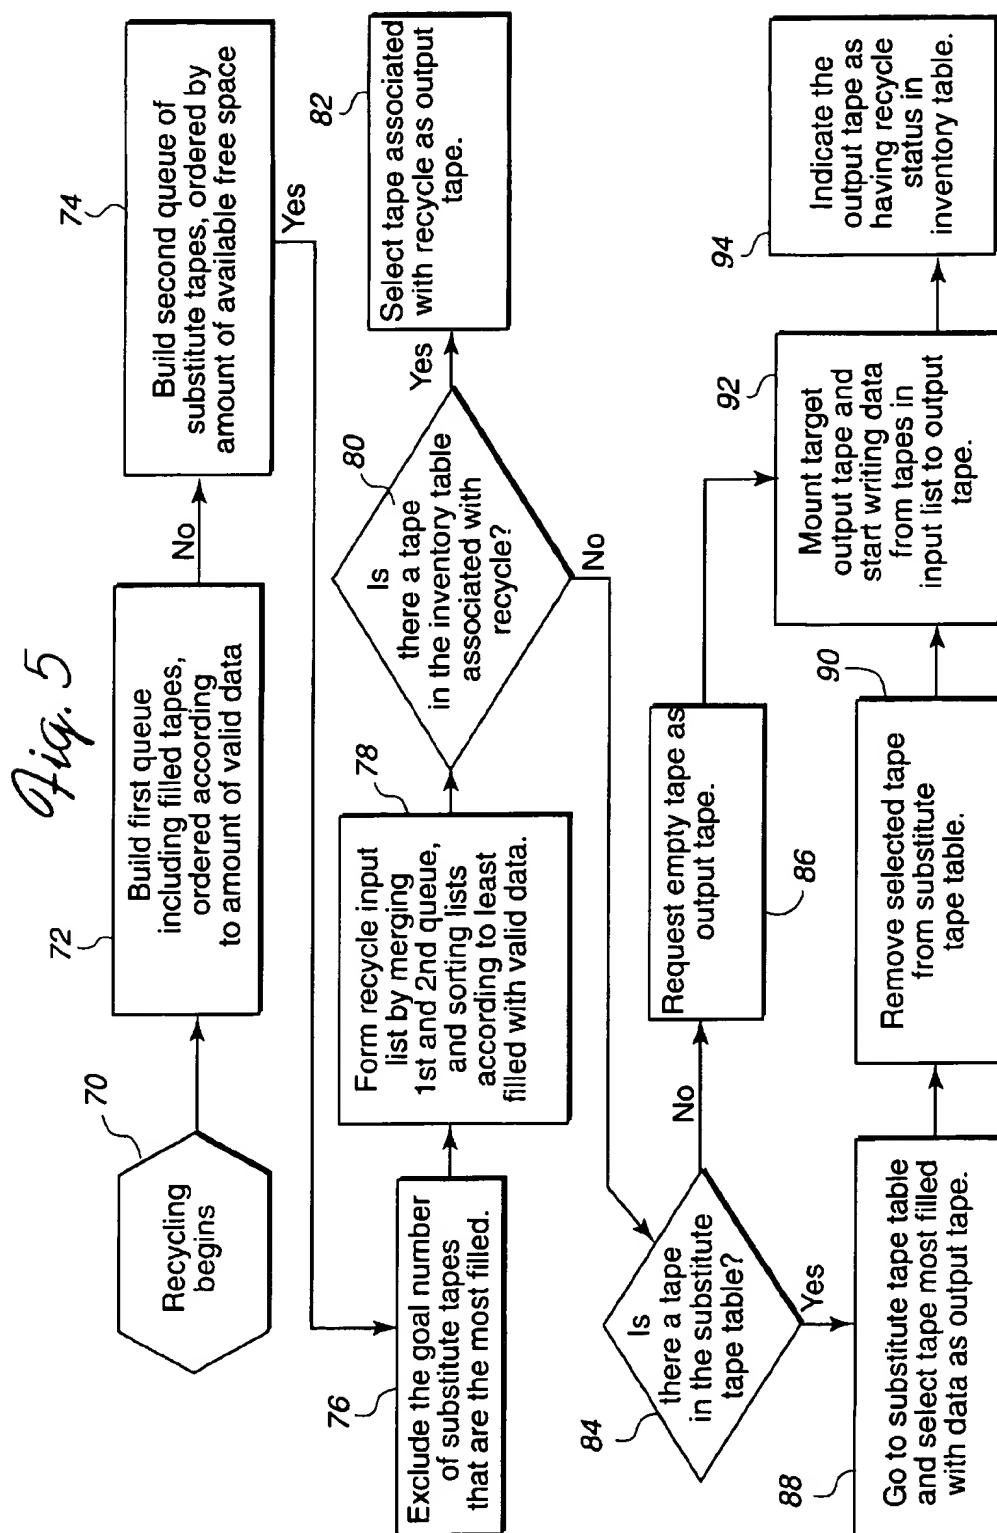 Fig. 5
70
Recycling
begins
72
Build first queue
including filled tapes,
ordered according
to amount of valid data
No
74
Build second queue of
substitute tapes, ordered by
amount of available free space
Yes
76
Exclude the goal number
of substitute tapes
that are the most filled.
78
Form recycle input
list by merging
1st and 2nd queue,
and sorting lists
according to least
filled with valid data.
80
Is
there a tape
in the inventory table
associated with
recycle?
Yes
No
82
Select tape associated
with recycle as output
tape.
84
Is
there a tape
in the substitute
tape table?
No
Yes
86
Request empty tape as
output tape.
88
Go to substitute tape table
and select tape most filled
with data as output tape.
90
Remove selected tape
from substitute
tape table.
92
Mount target
output tape and
start writing data
from tapes in
input list to output
tape.
94
Indicate the
output tape as
having recycle
status in
inventory table.